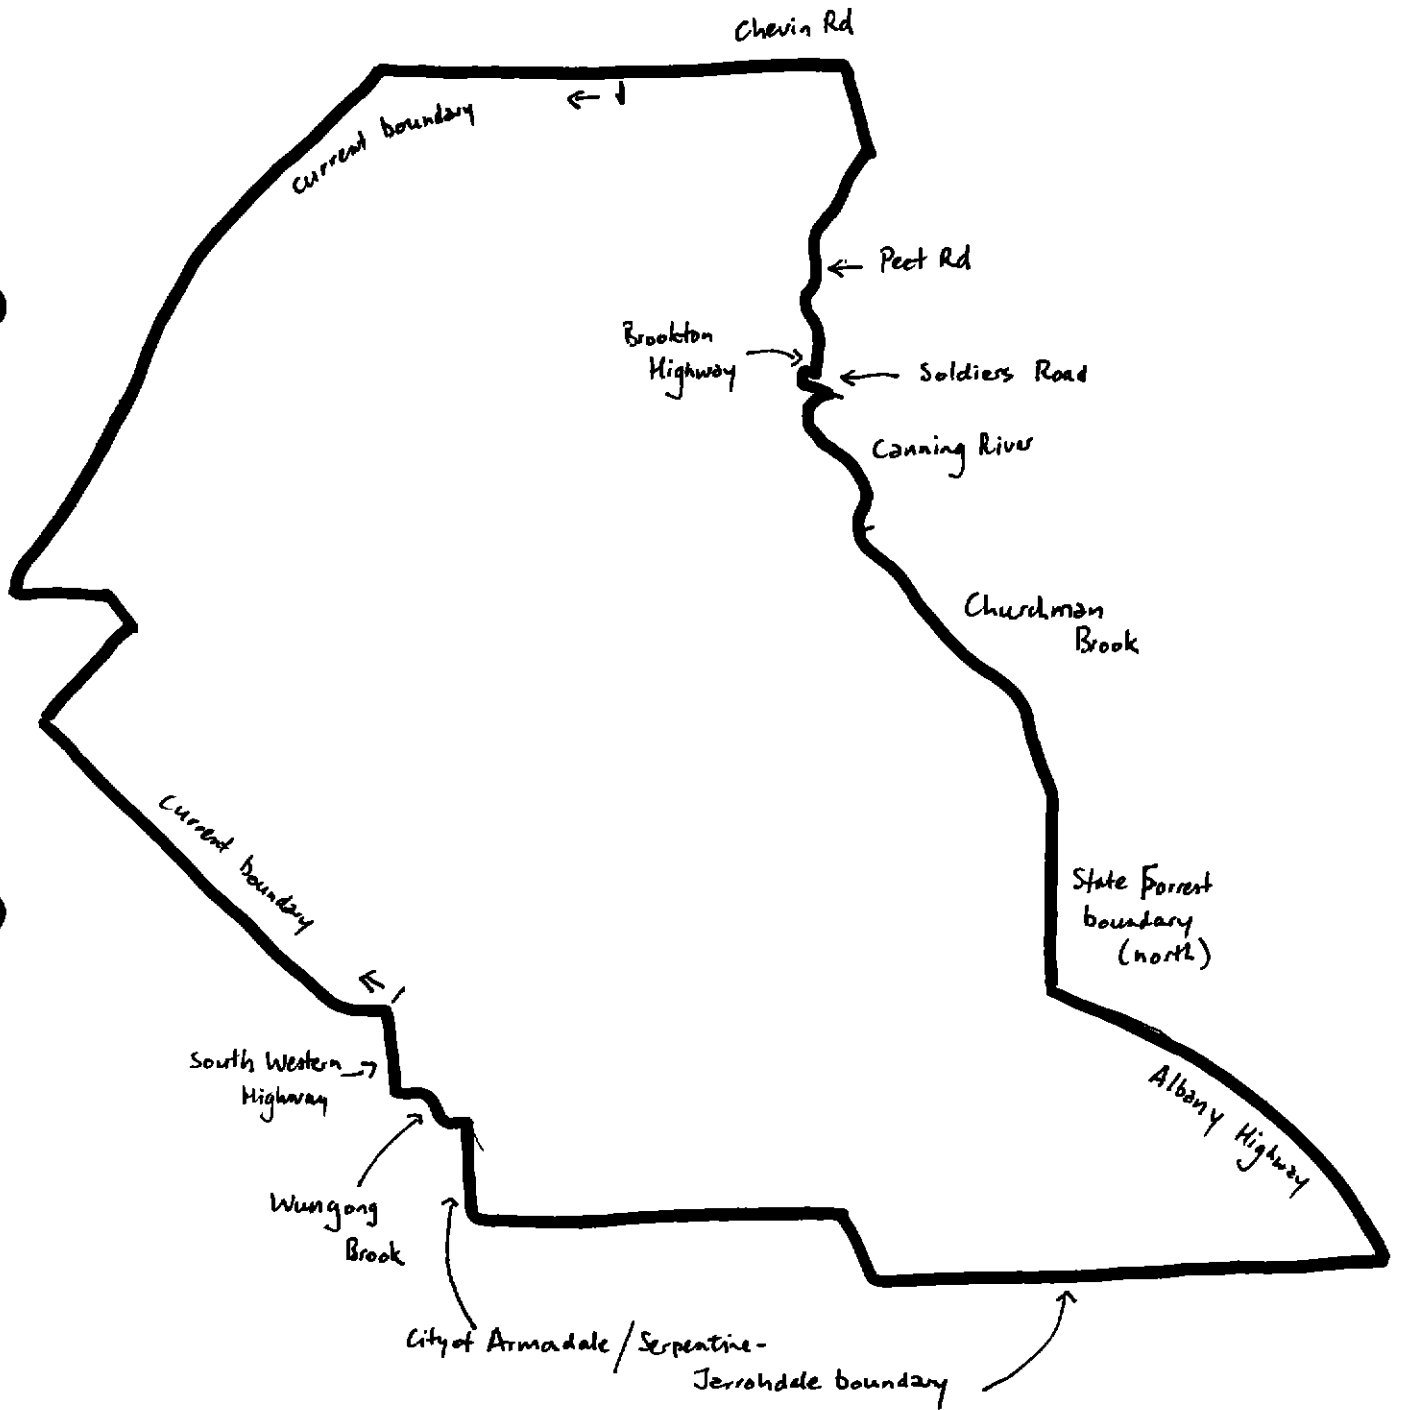 Chevin Rd
current boundary
Peet Rd
Brookton
Highway
Soldiers Road
Canning River
Churchman
Brook
State Forrest
boundary
(north)
Current boundary
South Western
Highway
Albany Highway
Wungong
Brook
City of Armadale / Serpentine-
Jarrahdale boundary